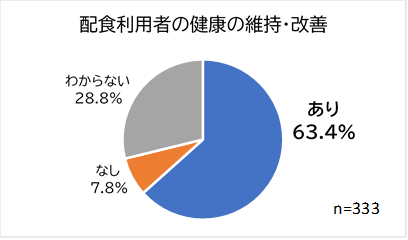 配食利用者の健康の維持・改善
わからない
28.8%
あり
63.4%
なし
7.8%
n=333